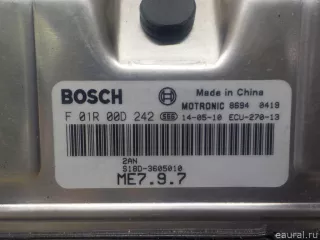 BOSCH
Made in China
MOTRONIC 8694 0418
F 01R 00D 242 14-05-10 ECU-270-13
2AN
S18D-3605010
ME7.9.7
eaural.ru